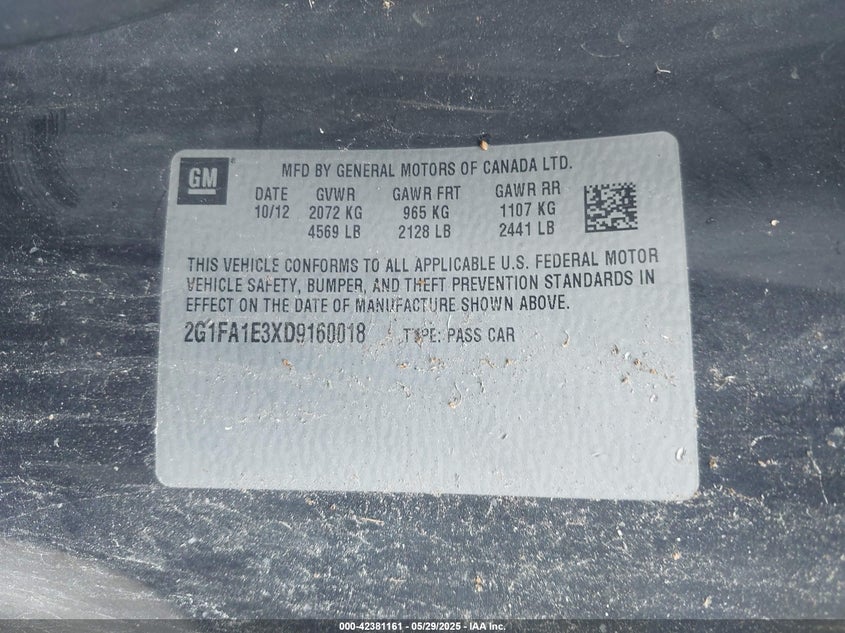 GM
MFD BY GENERAL MOTORS OF CANADA LTD.
DATE GVWR GAWR FRT GAWR RR
10/12 2072 KG 965 KG 1107 KG
4569 LB 2128 LB 2441 LB
THIS VEHICLE CONFORMS TO ALL APPLICABLE U.S. FEDERAL MOTOR
VEHICLE SAFETY, BUMPER, AND THEFT PREVENTION STANDARDS IN
EFFECT ON THE DATE OF MANUFACTURE SHOWN ABOVE.
2G1FA1E3XD9160018 TYPE: PASS CAR
000-42381161 - 05/29/2025 - IAA Inc.